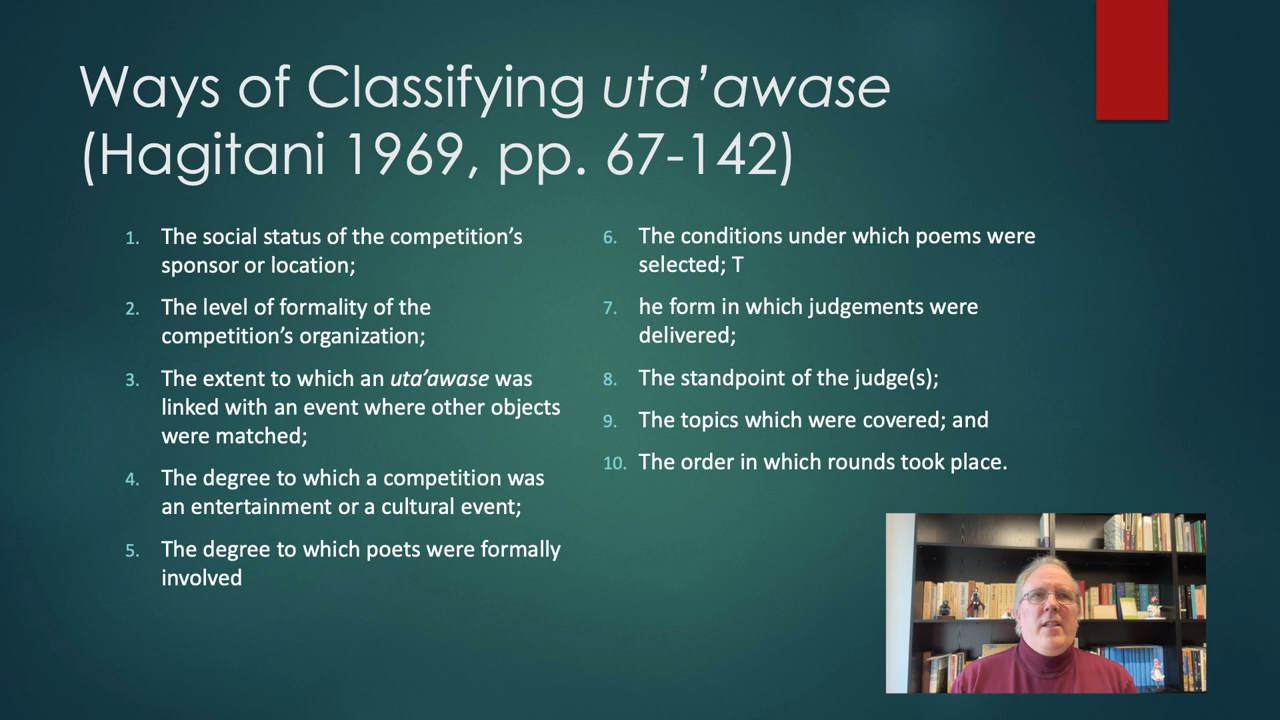 Ways of Classifying uta’awase
(Hagitani 1969, pp. 67-142)
1. The social status of the competition’s
sponsor or location;
2. The level of formality of the
competition’s organization;
3. The extent to which an uta’awase was
linked with an event where other objects
were matched;
4. The degree to which a competition was
an entertainment or a cultural event;
5. The degree to which poets were formally
involved
6. The conditions under which poems were
selected; T
7. he form in which judgements were
delivered;
8. The standpoint of the judge(s);
9. The topics which were covered; and
10. The order in which rounds took place.